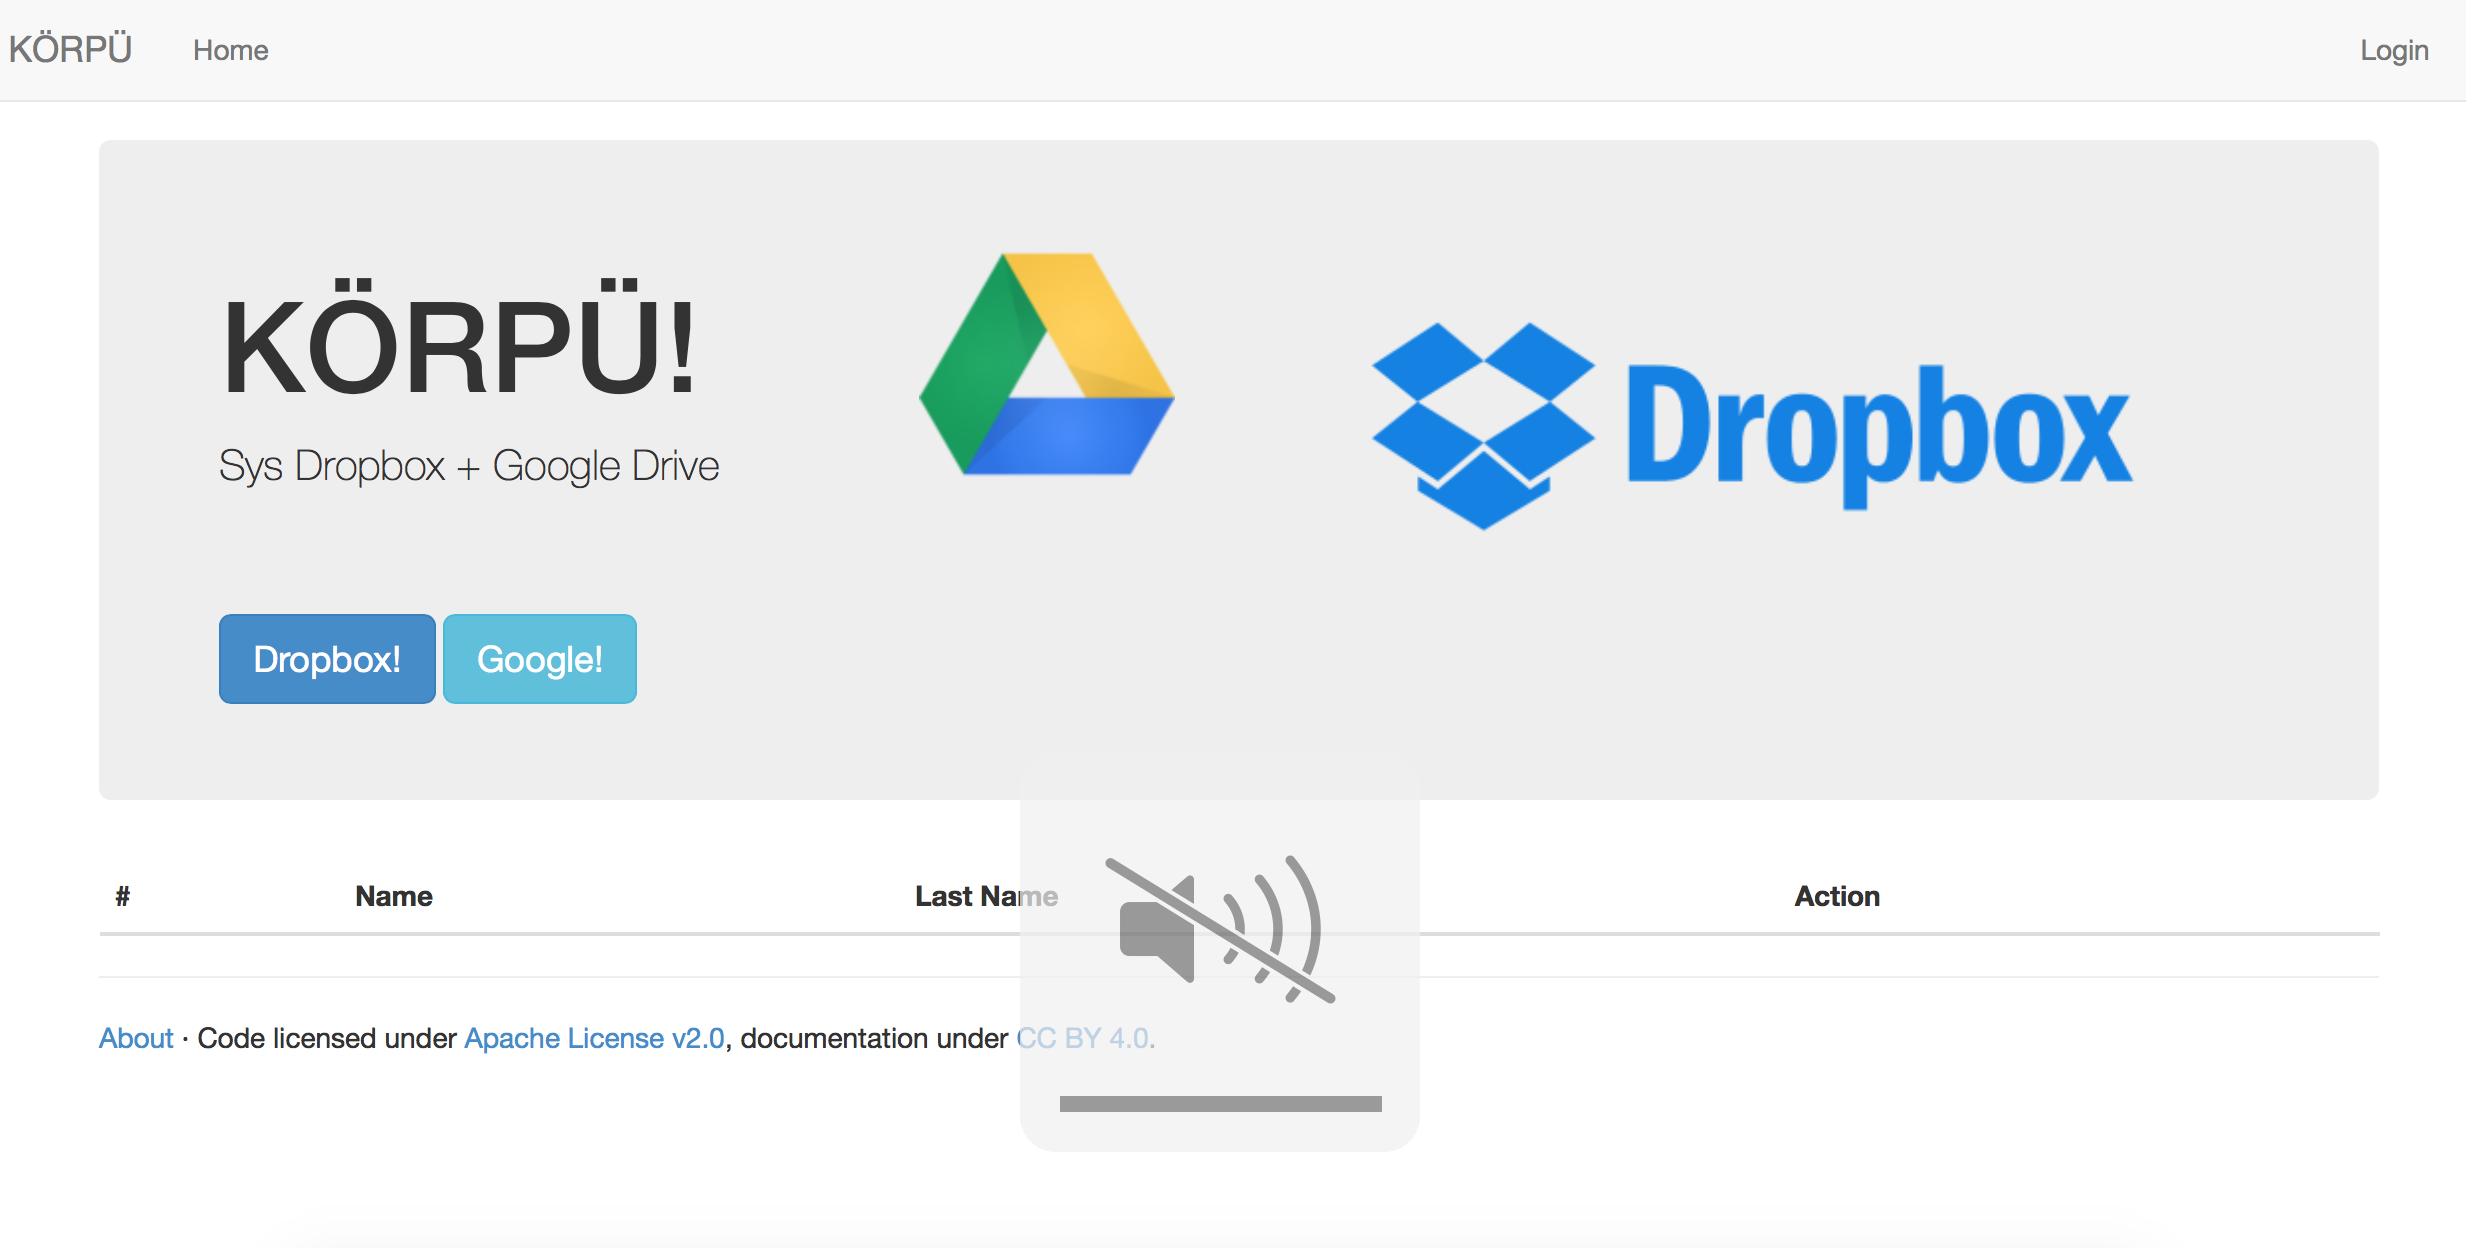 KÖRPÜ Home Login
KÖRPÜ!
Sys Dropbox + Google Drive
Dropbox
Dropbox! Google!
# Name Last Name Action
About · Code licensed under Apache License v2.0, documentation under CC BY 4.0.